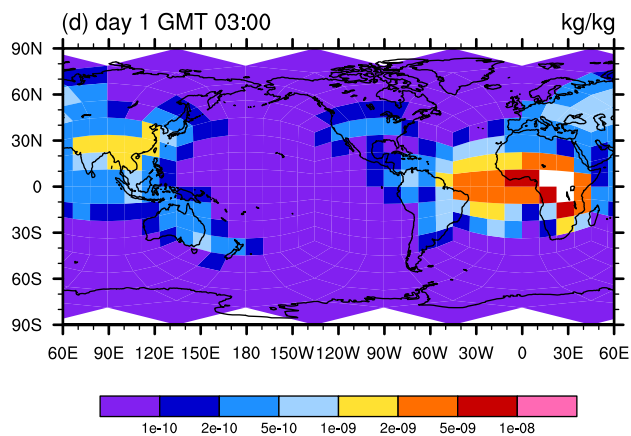 (d) day 1 GMT 03:00 kg/kg
90N
60N
30N
0
30S
60S
90S
60E 90E 120E 150E 180 150W 120W 90W 60W 30W 0 30E 60E
1e-10 2e-10 5e-10 1e-09 2e-09 5e-09 1e-08